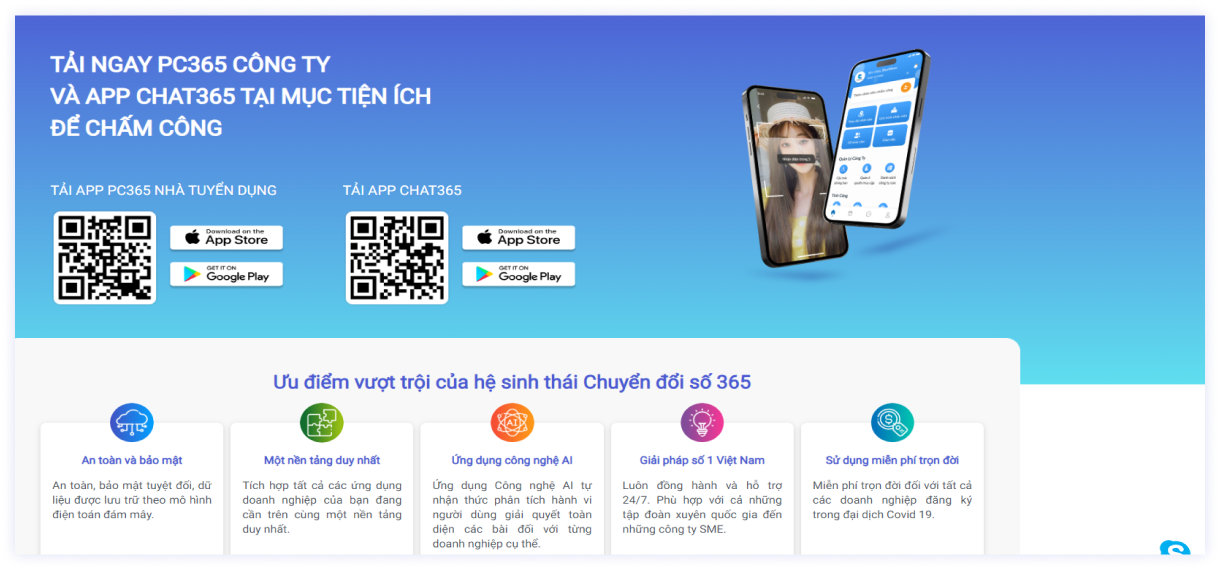 TẢI NGAY PC365 CÔNG TY
VÀ APP CHAT365 TẠI MỤC TIỆN ÍCH
ĐỂ CHẤM CÔNG
TẢI APP PC365 NHÀ TUYỂN DỤNG
Download on the
App Store
GET IT ON
Google Play
TẢI APP CHAT365
Download on the
App Store
GET IT ON
Google Play
Quản lý Công Ty
Tính Công
Ưu điểm vượt trội của hệ sinh thái Chuyển đổi số 365
An toàn và bảo mật
An toàn, bảo mật tuyệt đối, dữ
liệu được lưu trữ theo mô hình
điện toán đám mây.
Một nền tảng duy nhất
Tích hợp tất cả các ứng dụng
doanh nghiệp của bạn đang
cần trên cùng một nền tảng
duy nhất.
AI
Ứng dụng công nghệ AI
Ứng dụng Công nghệ AI tự
nhận thức phân tích hành vi
người dùng giải quyết toàn
diện các bài đối với từng
doanh nghiệp cụ thể.
Giải pháp số 1 Việt Nam
Luôn đồng hành và hỗ trợ
24/7. Phù hợp với cả những
tập đoàn xuyên quốc gia đến
những công ty SME.
Sử dụng miễn phí trọn đời
Miễn phí trọn đời đối với tất cả
các doanh nghiệp đăng ký
trong đại dịch Covid 19.